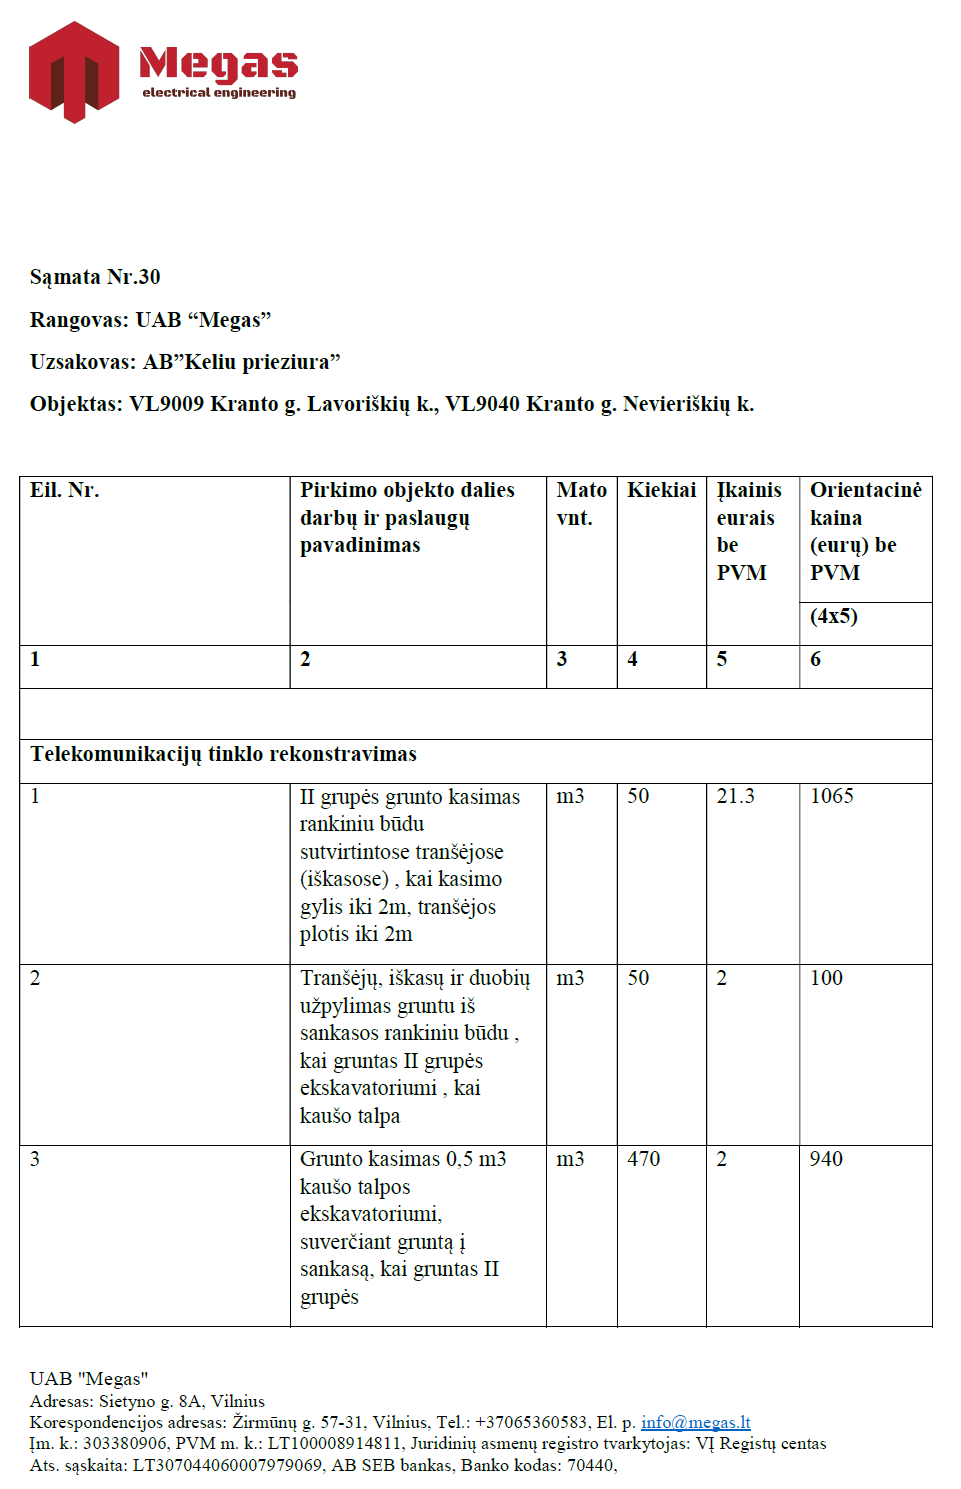 Megas
electrical engineering
Sąmata Nr.30
Rangovas: UAB “Megas”
Uzsakovas: AB”Keliu prieziura”
Objektas: VL9009 Kranto g. Lavoriškių k., VL9040 Kranto g. Nevieriškių k.
Eil. Nr.
Pirkimo objekto dalies
darbų ir paslaugų
pavadinimas
Mato
vnt.
Kiekiai
Įkainis
eurais
be
PVM
Orientacinė
kaina
(eurų) be
PVM
(4x5)
1 2 3 4 5 6
Telekomunikacijų tinklo rekonstravimas
1
II grupės grunto kasimas
rankiniu būdu
sutvirtintose tranšėjose
(iškasose) , kai kasimo
gylis iki 2m, tranšėjos
plotis iki 2m
m3
50
21.3
1065
2
Tranšėjų, iškasų ir duobių
užpylimas gruntu iš
sankasos rankiniu būdu ,
kai gruntas II grupės
ekskavatoriumi , kai
kaušo talpa
m3
50
2
100
3
Grunto kasimas 0,5 m3
kaušo talpos
ekskavatoriumi,
suverčiant gruntą į
sankasą, kai gruntas II
grupės
m3
470
2
940
UAB "Megas"
Adresas: Sietyno g. 8A, Vilnius
Korespondencijos adresas: Žirmūnų g. 57-31, Vilnius, Tel.: +37065360583, El. p. info@megas.lt
Įm. k.: 303380906, PVM m. k.: LT100008914811, Juridinių asmenų registro tvarkytojas: VĮ Registų centas
Ats. sąskaita: LT307044060007979069, AB SEB bankas, Banko kodas: 70440,